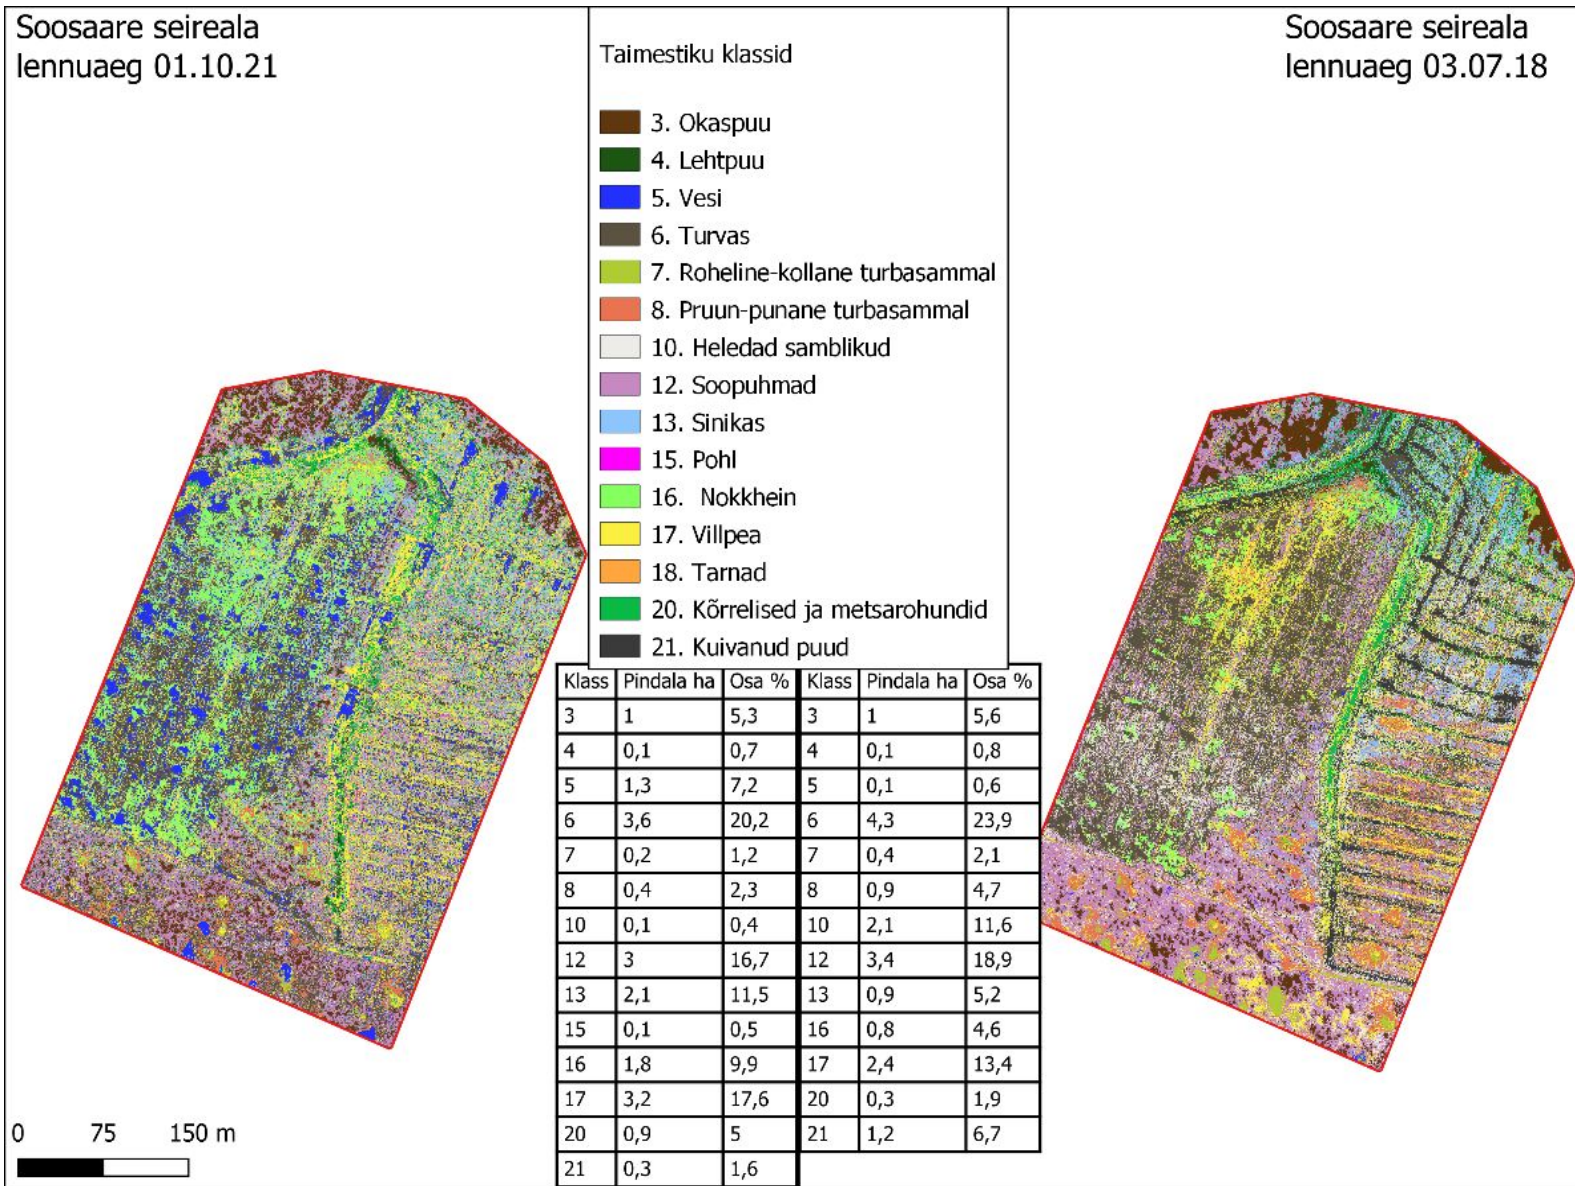 Soosaare seireala
lennuaeg 01.10.21
Taimestiku klassid
3. Okaspuu
4. Lehtpuu
5. Vesi
6. Turvas
7. Roheline-kollane turbasammal
8. Pruun-punane turbasammal
10. Heledad samblikud
12. Soopuhmad
13. Sinikas
15. Pohl
16. Nokkhein
17. Villpea
18. Tarnad
20. Kõrrelised ja metsarohundid
21. Kuivanud puud
Soosaare seireala
lennuaeg 03.07.18
Klass Pindala ha Osa % Klass Pindala ha Osa %
3 1 5,3 3 1 5,6
4 0,1 0,7 4 0,1 0,8
5 1,3 7,2 5 0,1 0,6
6 3,6 20,2 6 4,3 23,9
7 0,2 1,2 7 0,4 2,1
8 0,4 2,3 8 0,9 4,7
10 0,1 0,4 10 2,1 11,6
12 3 16,7 12 3,4 18,9
13 2,1 11,5 13 0,9 5,2
15 0,1 0,5 16 0,8 4,6
16 1,8 9,9 17 2,4 13,4
17 3,2 17,6 20 0,3 1,9
20 0,9 5 21 1,2 6,7
21 0,3 1,6
0 75 150 m